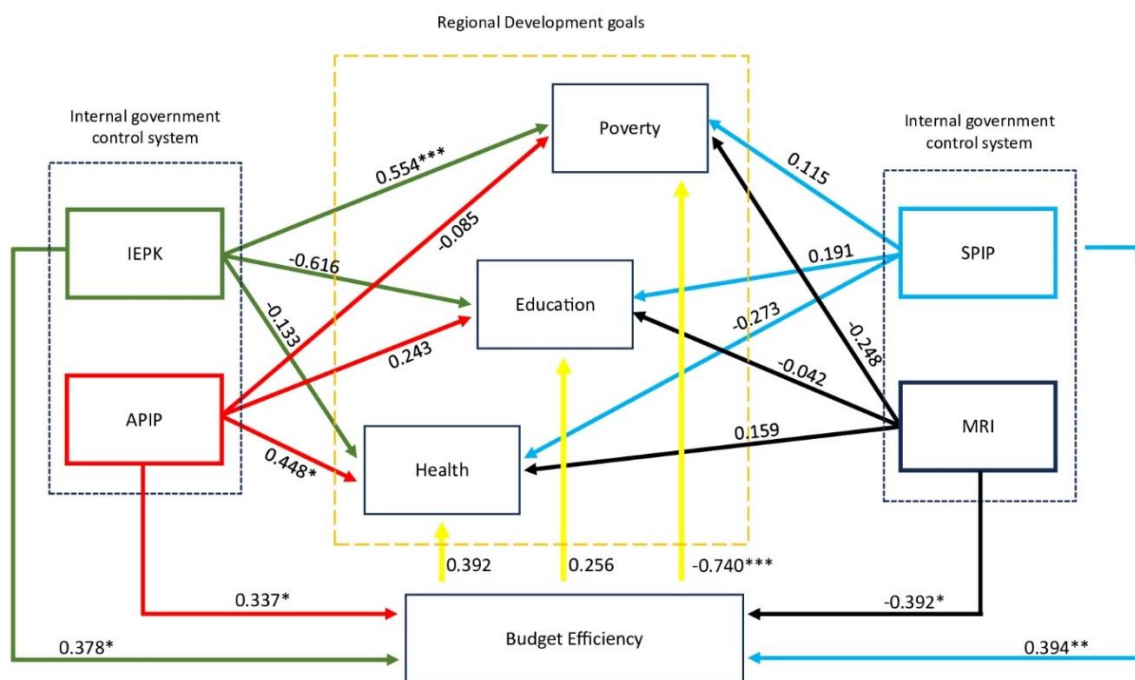 Regional Development goals
Internal government
control system
Internal government
control system
Poverty
0.554***
0.115
-0.085
IEPK
SPIP
-0.616
0.191
Education
-0.133
-0.273
-0.248
0.243
-0.042
APIP
MRI
0.448*
Health
0.159
0.392
0.256
-0.740***
0.337*
-0.392*
Budget Efficiency
0.378*
0.394**